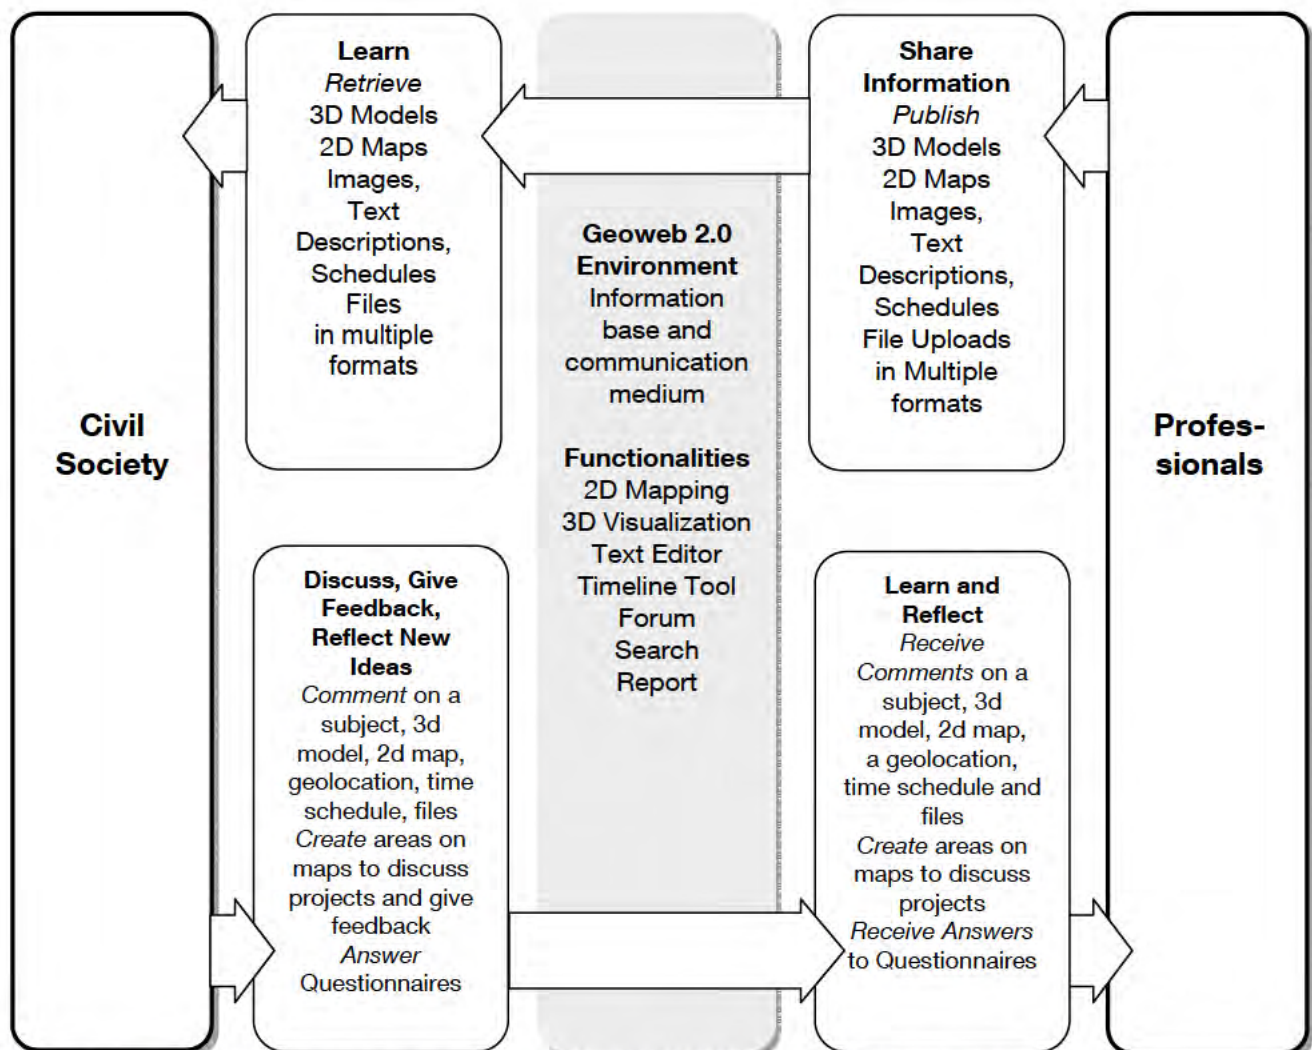 Civil
Society
Learn
Retrieve
3D Models
2D Maps
Images,
Text
Descriptions,
Schedules
Files
in multiple
formats
Discuss, Give
Feedback,
Reflect New
Ideas
Comment on a
subject, 3d
model, 2d map,
geolocation, time
schedule, files
Create areas on
maps to discuss
projects and give
feedback
Answer
Questionnaires
Geoweb 2.0
Environment
Information
base and
communication
medium
Functionalities
2D Mapping
3D Visualization
Text Editor
Timeline Tool
Forum
Search
Report
Share
Information
Publish
3D Models
2D Maps
Images,
Text
Descriptions,
Schedules
File Uploads
in Multiple
formats
Learn and
Reflect
Receive
Comments on a
subject, 3d
model, 2d map,
a geolocation,
time schedule and
files
Create areas on
maps to discuss
projects
Receive Answers
to Questionnaires
Profes-
sionals